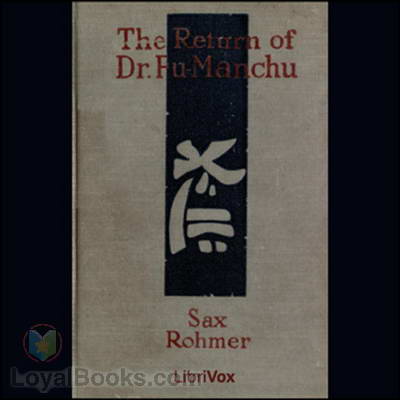 The Return of
Dr. Fu-Manchu
Sax
Rohmer
LoyalBooks.com
LibriVox